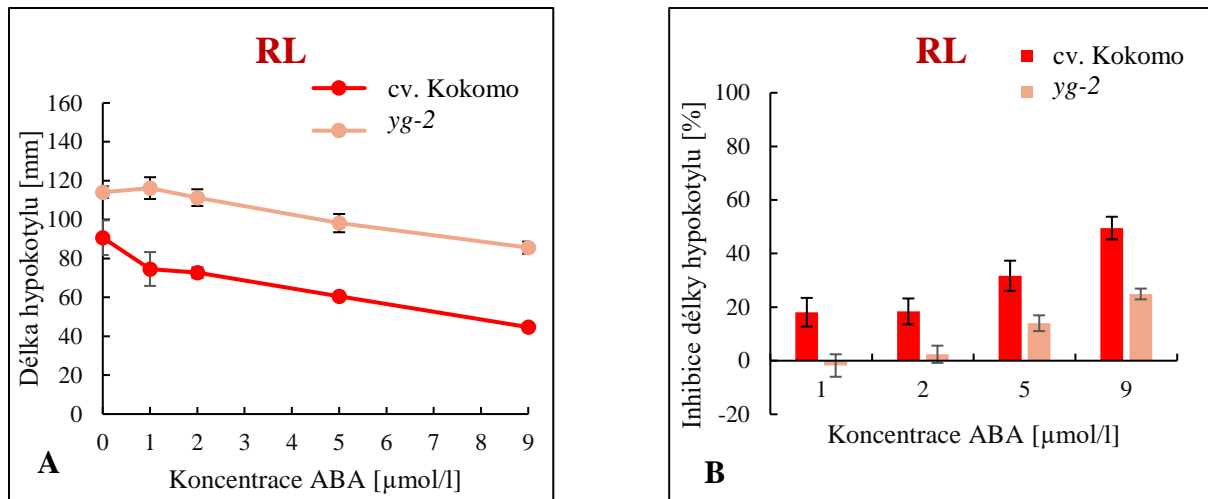 RL
cv. Kokomo
yg-2
Délka hypokotylu [mm]
160
140
120
100
80
60
40
20
0
0 1 2 3 4 5 6 7 8 9
Koncentrace ABA [µmol/l]
A
RL
cv. Kokomo
yg-2
Inhibice délky hypokotylu [%]
100
80
60
40
20
0
-20
1 2 5 9
Koncentrace ABA [µmol/l]
B